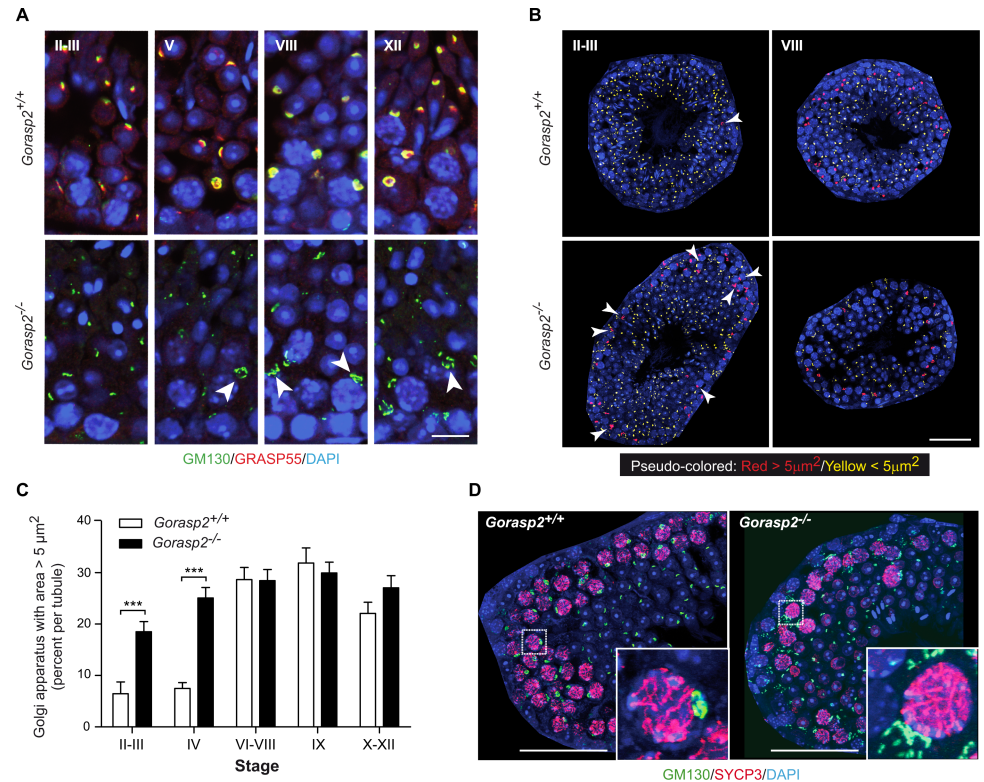 A
II-III
V
VIII
XII
Gorasp2+/+
Gorasp2-/-
GM130/GRASP55/DAPI
B
II-III
VIII
Gorasp2+/+
Gorasp2-/-
Pseudo-colored: Red > 5μm2/Yellow < 5μm2
C
Golgi apparatus with area > 5 μm2
(percent per tubule)
40
30
20
10
0
Gorasp2+/+
Gorasp2-/-
***
***
II-III
IV
VI-VIII
IX
X-XII
Stage
D
Gorasp2+/+
Gorasp2-/-
GM130/SYCP3/DAPI